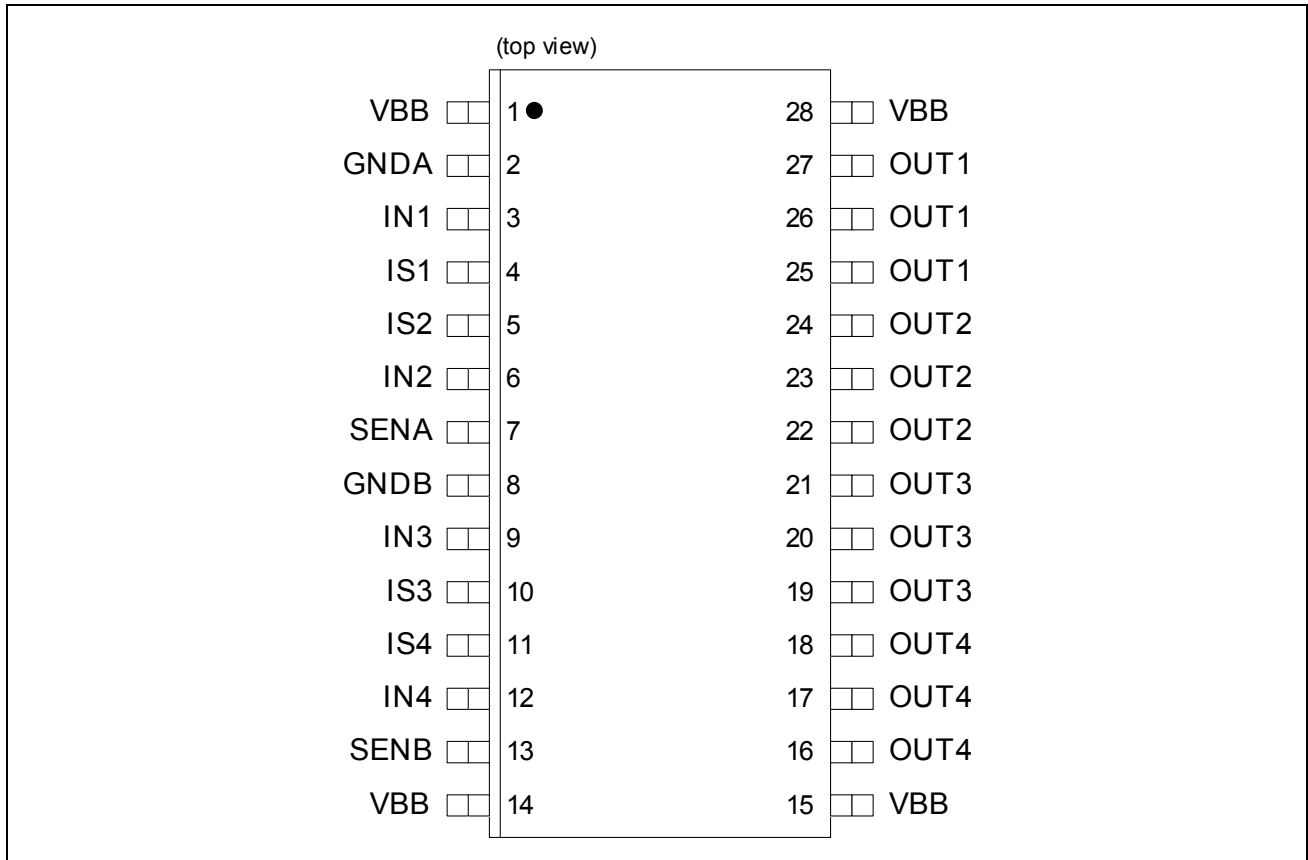 (top view)
VBB 1 28 VBB
GNDA 2 27 OUT1
IN1 3 26 OUT1
IS1 4 25 OUT1
IS2 5 24 OUT2
IN2 6 23 OUT2
SENA 7 22 OUT2
GNDB 8 21 OUT3
IN3 9 20 OUT3
IS3 10 19 OUT3
IS4 11 18 OUT4
IN4 12 17 OUT4
SENB 13 16 OUT4
VBB 14 15 VBB